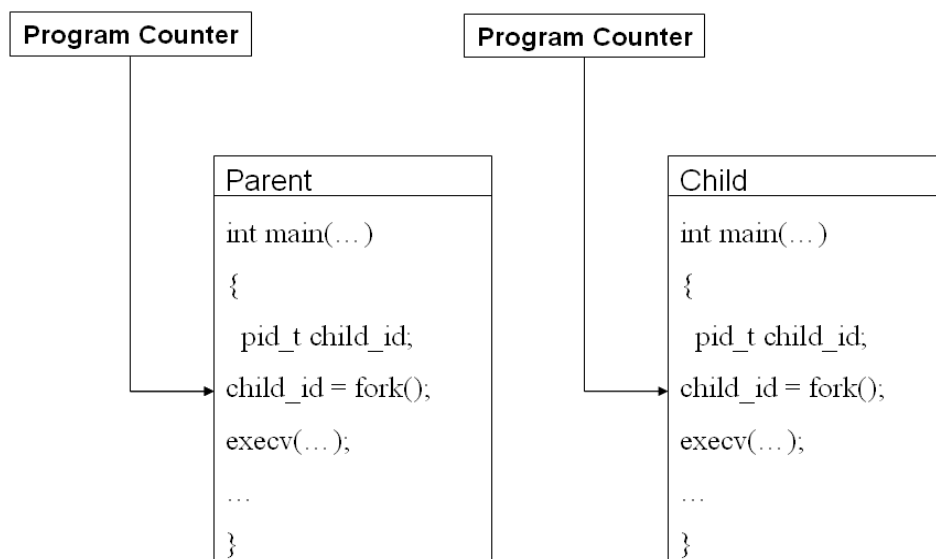 Program Counter
Program Counter
Parent
int main(…)
{
pid_t child_id;
child_id = fork();
execv(…);
…
}
Child
int main(…)
{
pid_t child_id;
child_id = fork();
execv(…);
…
}